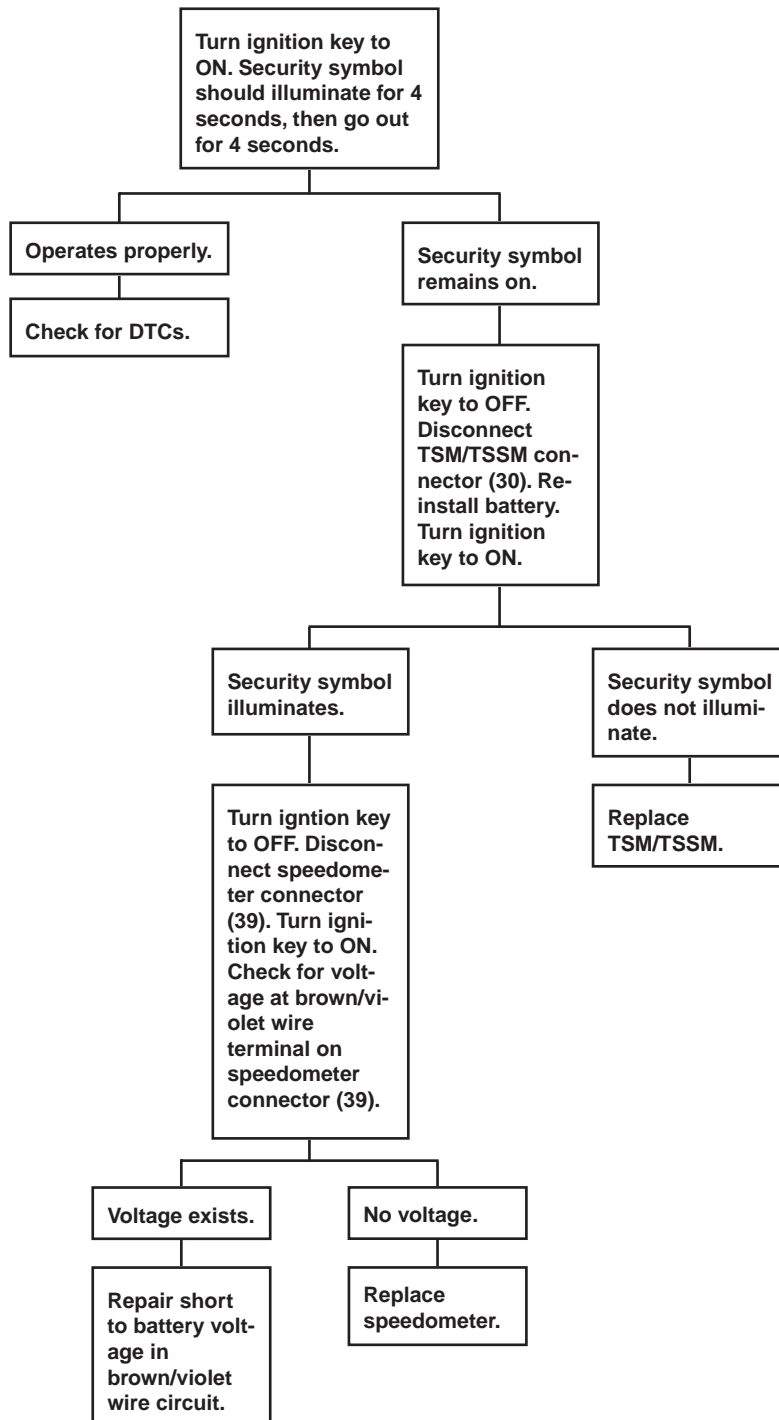 Turn ignition key to
ON. Security symbol
should illuminate for 4
seconds, then go out
for 4 seconds.
Operates properly.
Check for DTCs.
Security symbol
remains on.
Turn ignition
key to OFF.
Disconnect
TSM/TSSM con-
nector (30). Re-
install battery.
Turn ignition
key to ON.
Security symbol
illuminates.
Security symbol
does not illumi-
nate.
Turn igntion key
to OFF. Discon-
nect speedome-
ter connector
(39). Turn igni-
tion key to ON.
Check for volt-
age at brown/vi-
olet wire
terminal on
speedometer
connector (39).
Replace
TSM/TSSM.
Voltage exists.
No voltage.
Repair short
to battery volt-
age in
brown/violet
wire circuit.
Replace
speedometer.